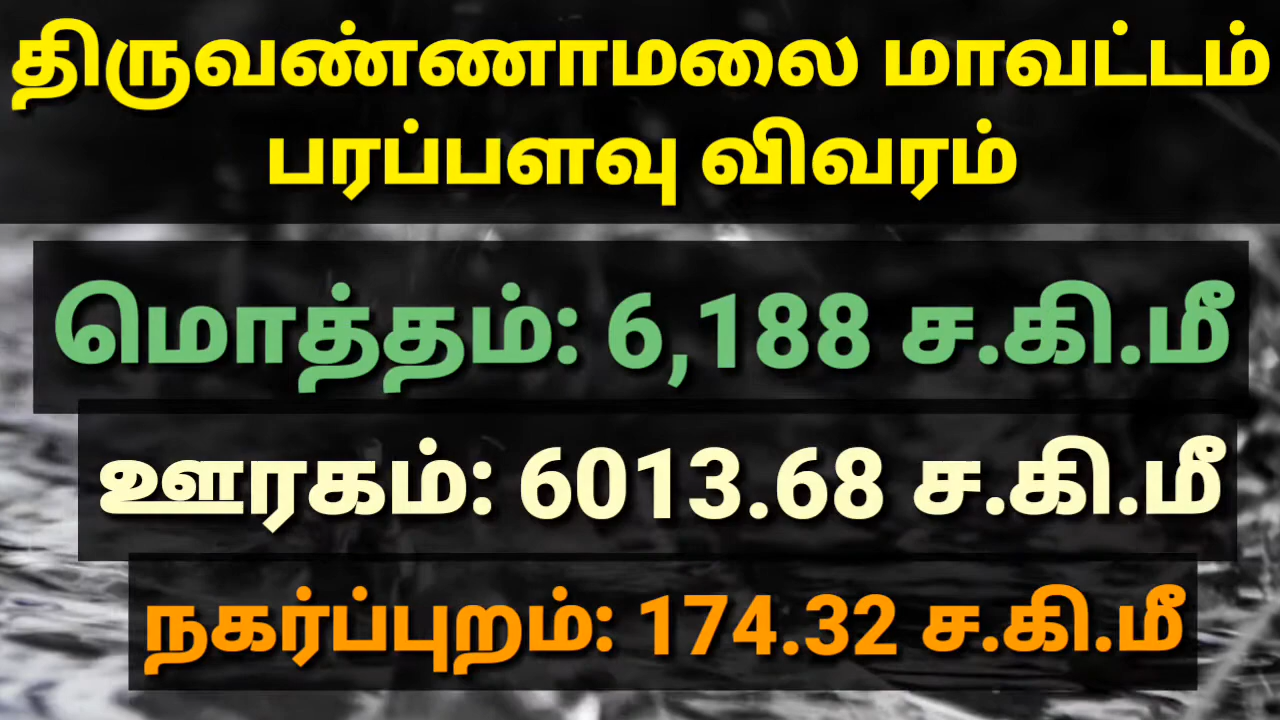 திருவண்ணாமலை மாவட்டம்
பரப்பளவு விவரம்
மொத்தம்: 6,188 ச.கி.மீ
ஊரகம்: 6013.68 ச.கி.மீ
நகர்ப்புறம்: 174.32 ச.கி.மீ